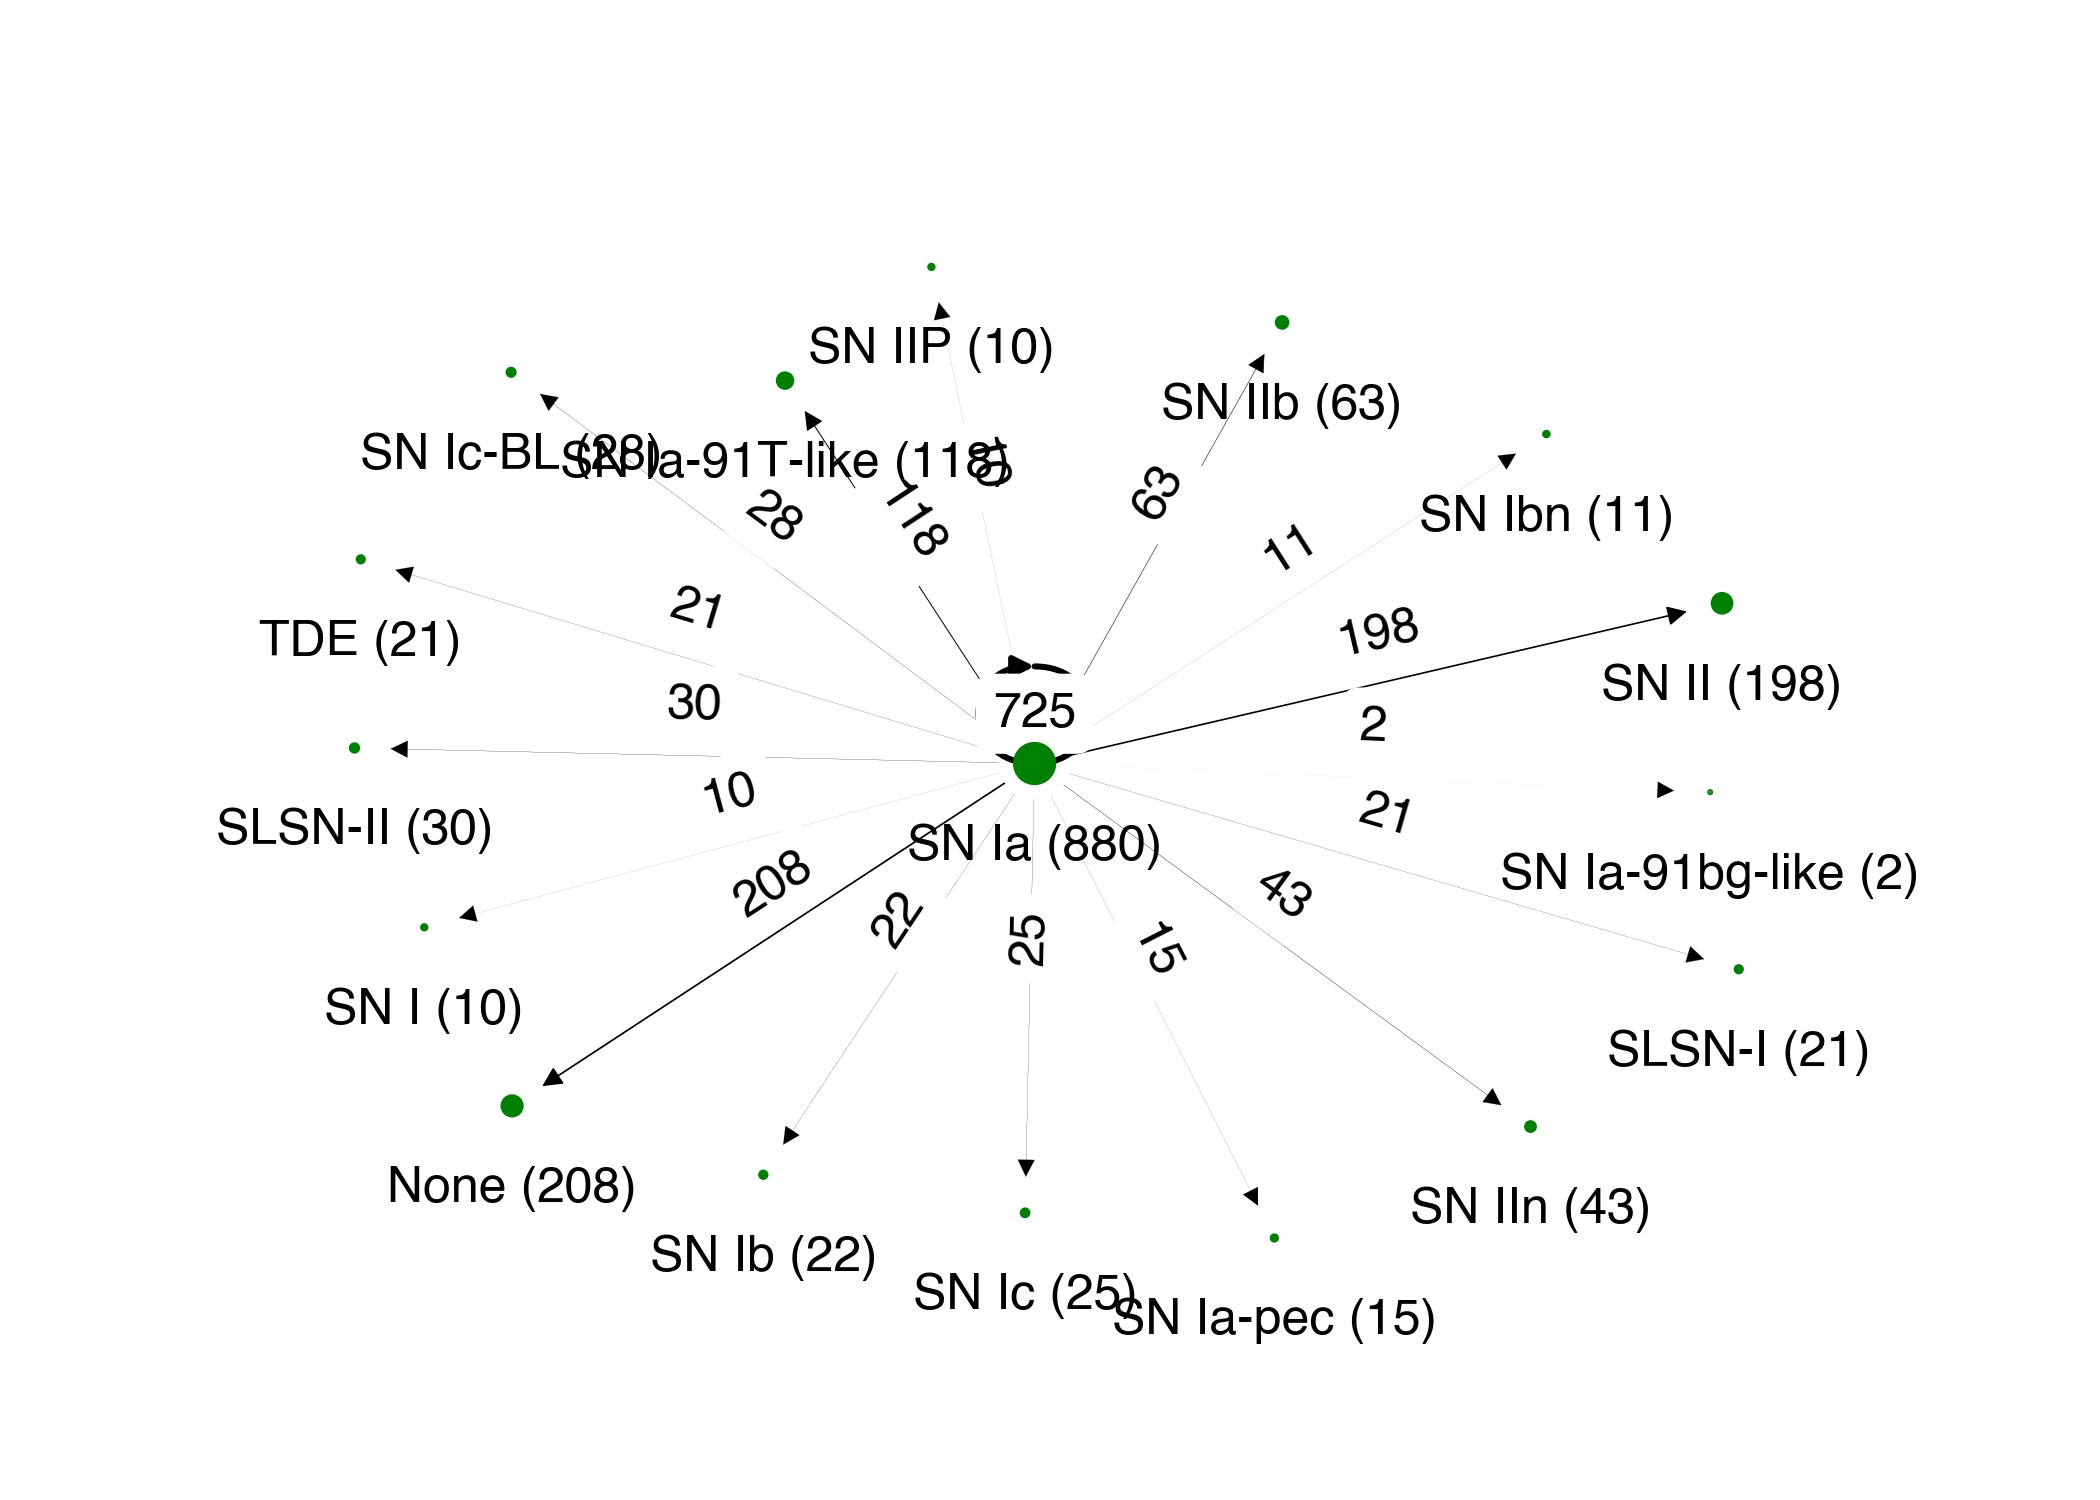 SN IIP (10)
SN IIb (63)
SN Ic-BL (28)
SN Ia-91T-like (118)
10
63
28
118
SN Ibn (11)
11
21
198
TDE (21)
SN II (198)
30
725
2
10
21
SLSN-II (30)
SN Ia (880)
SN Ia-91bg-like (2)
208
43
22
25
15
SN I (10)
SLSN-I (21)
None (208)
SN IIn (43)
SN Ib (22)
SN Ic (25)
SN Ia-pec (15)